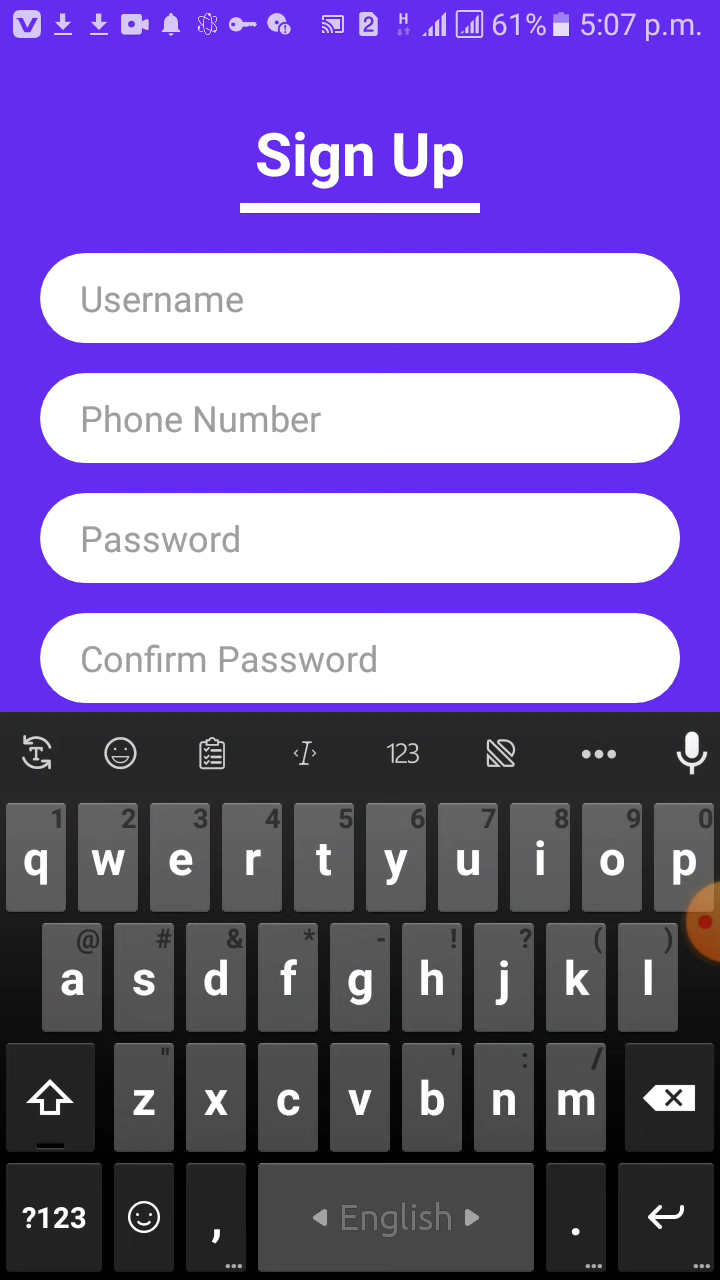 2 H 61% 5:07 p.m.
Sign Up
Username
Phone Number
Password
Confirm Password
123
1 2 3 4 5 6 7 8 9 0
q w e r t y u i o p
@ # & * - ! ? ( )
a s d f g h j k l
" ' : /
z x c v b n m
?123 , English .